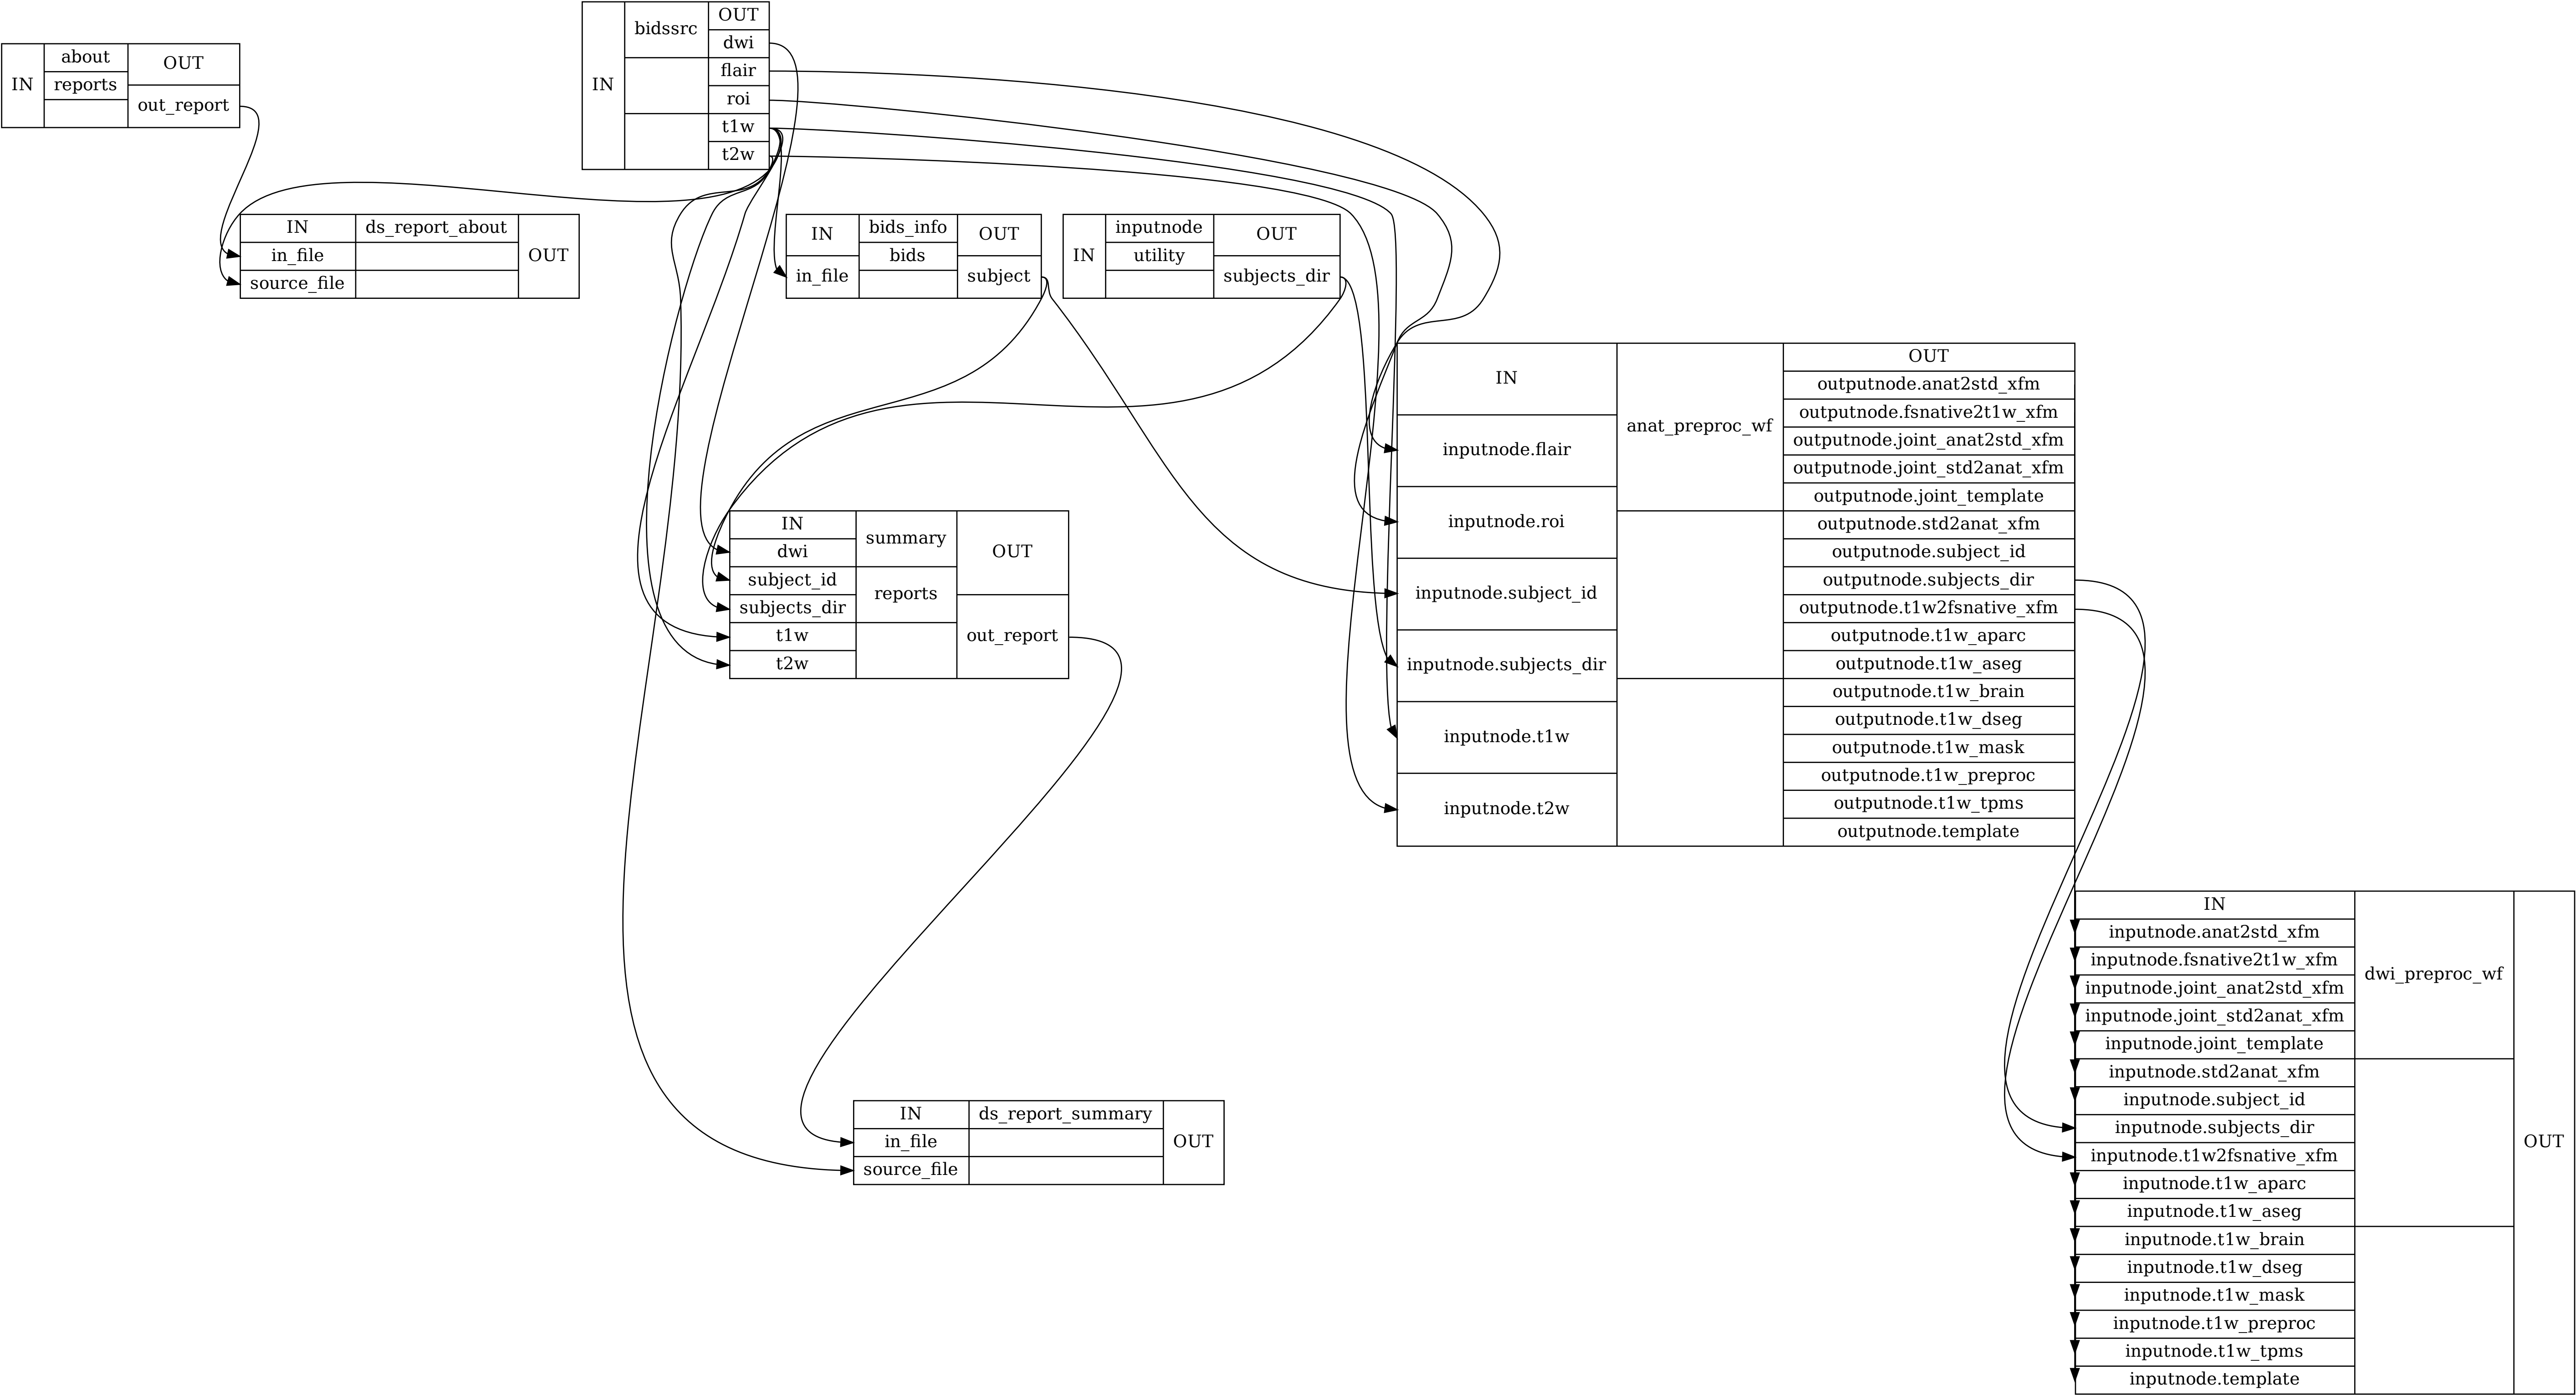 IN
about
reports
OUT
out_report
IN
bidssrc
OUT
dwi
flair
roi
t1w
t2w
IN
in_file
source_file
ds_report_about
OUT
IN
in_file
bids_info
bids
OUT
subject
IN
inputnode
utility
OUT
subjects_dir
IN
inputnode.flair
inputnode.roi
inputnode.subject_id
inputnode.subjects_dir
inputnode.t1w
inputnode.t2w
anat_preproc_wf
OUT
outputnode.anat2std_xfm
outputnode.fsnative2t1w_xfm
outputnode.joint_anat2std_xfm
outputnode.joint_std2anat_xfm
outputnode.joint_template
outputnode.std2anat_xfm
outputnode.subject_id
outputnode.subjects_dir
outputnode.t1w2fsnative_xfm
outputnode.t1w_aparc
outputnode.t1w_aseg
outputnode.t1w_brain
outputnode.t1w_dseg
outputnode.t1w_mask
outputnode.t1w_preproc
outputnode.t1w_tpms
outputnode.template
IN
dwi
subject_id
subjects_dir
t1w
t2w
summary
reports
OUT
out_report
IN
inputnode.anat2std_xfm
inputnode.fsnative2t1w_xfm
inputnode.joint_anat2std_xfm
inputnode.joint_std2anat_xfm
inputnode.joint_template
inputnode.std2anat_xfm
inputnode.subject_id
inputnode.subjects_dir
inputnode.t1w2fsnative_xfm
inputnode.t1w_aparc
inputnode.t1w_aseg
inputnode.t1w_brain
inputnode.t1w_dseg
inputnode.t1w_mask
inputnode.t1w_preproc
inputnode.t1w_tpms
inputnode.template
dwi_preproc_wf
OUT
IN
in_file
source_file
ds_report_summary
OUT